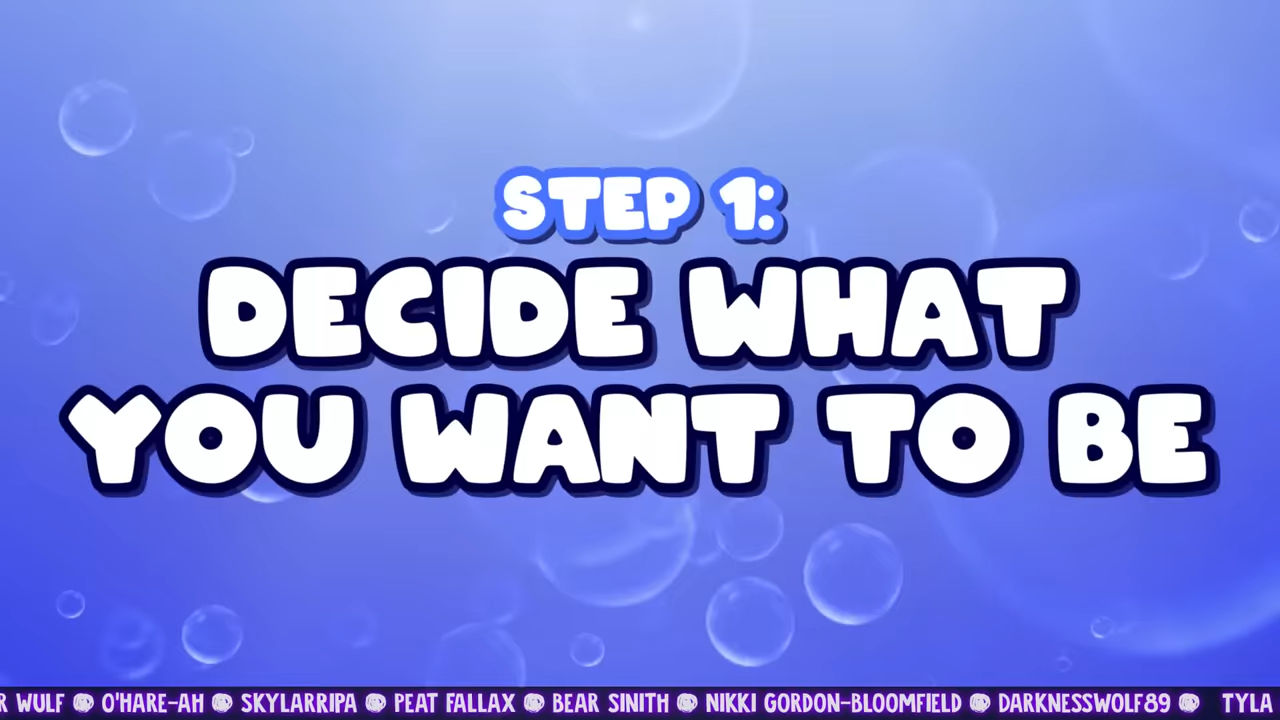 STEP 1:
DECIDE WHAT
YOU WANT TO BE
R WULF O'HARE-AH SKYLARRIPA PEAT FALLAX BEAR SINITH NIKKI GORDON-BLOOMFIELD DARKNESSWOLF89 TYLA